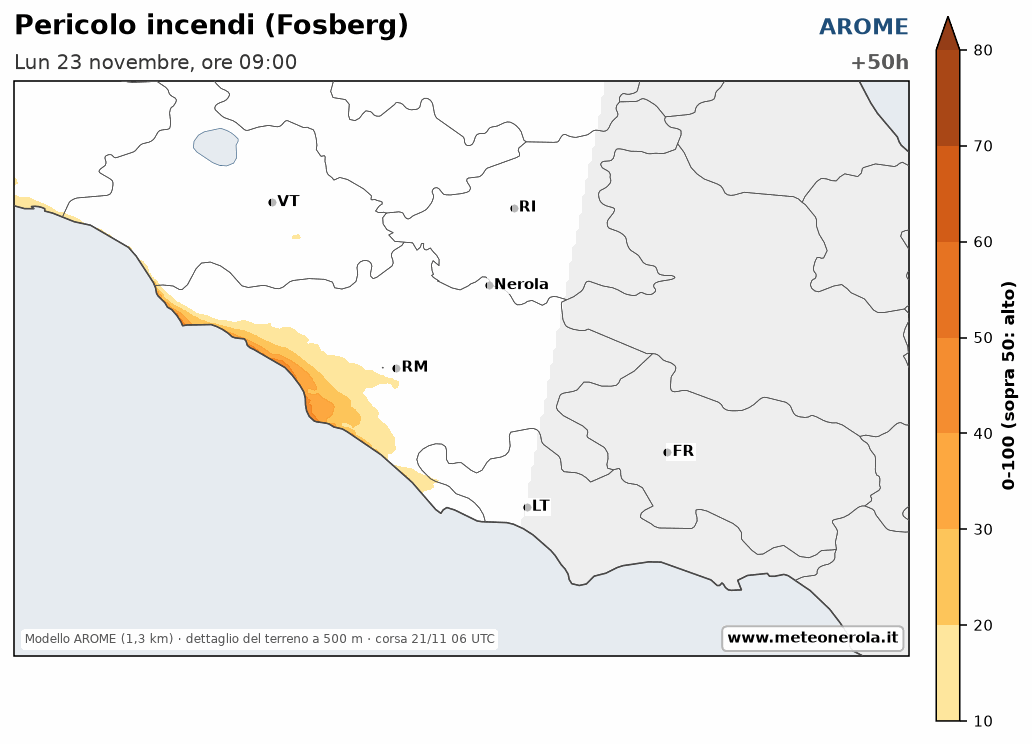 Pericolo incendi (Fosberg)
AROME
Lun 23 novembre, ore 09:00
+50h
VT
RI
Nerola
RM
FR
LT
Modello AROME (1,3 km) · dettaglio del terreno a 500 m · corsa 21/11 06 UTC
www.meteonerola.it
80
70
60
50
40
30
20
10
0-100 (sopra 50: alto)